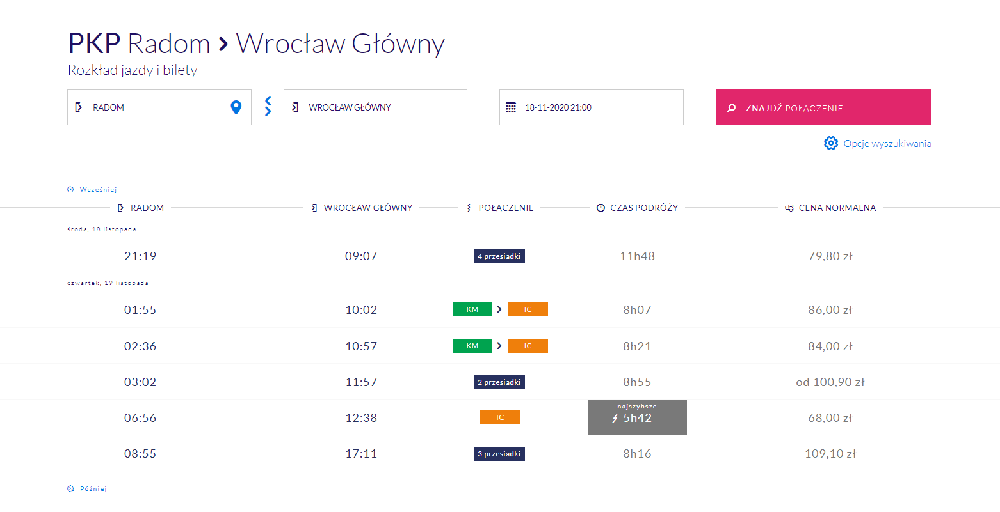 PKP Radom > Wrocław Główny
Rozkład jazdy i bilety
RADOM WROCŁAW GŁÓWNY 18-11-2020 21:00 ZNAJDŹ POŁĄCZENIE
Opcje wyszukiwania
Wcześniej
RADOM WROCŁAW GŁÓWNY POŁĄCZENIE CZAS PODRÓŻY CENA NORMALNA
środa, 18 listopada
21:19 09:07 4 przesiadki 11h48 79,80 zł
czwartek, 19 listopada
01:55 10:02 KM > IC 8h07 86,00 zł
02:36 10:57 KM > IC 8h21 84,00 zł
03:02 11:57 2 przesiadki 8h55 od 100,90 zł
najszybsze
06:56 12:38 IC 5h42 68,00 zł
08:55 17:11 3 przesiadki 8h16 109,10 zł
Później